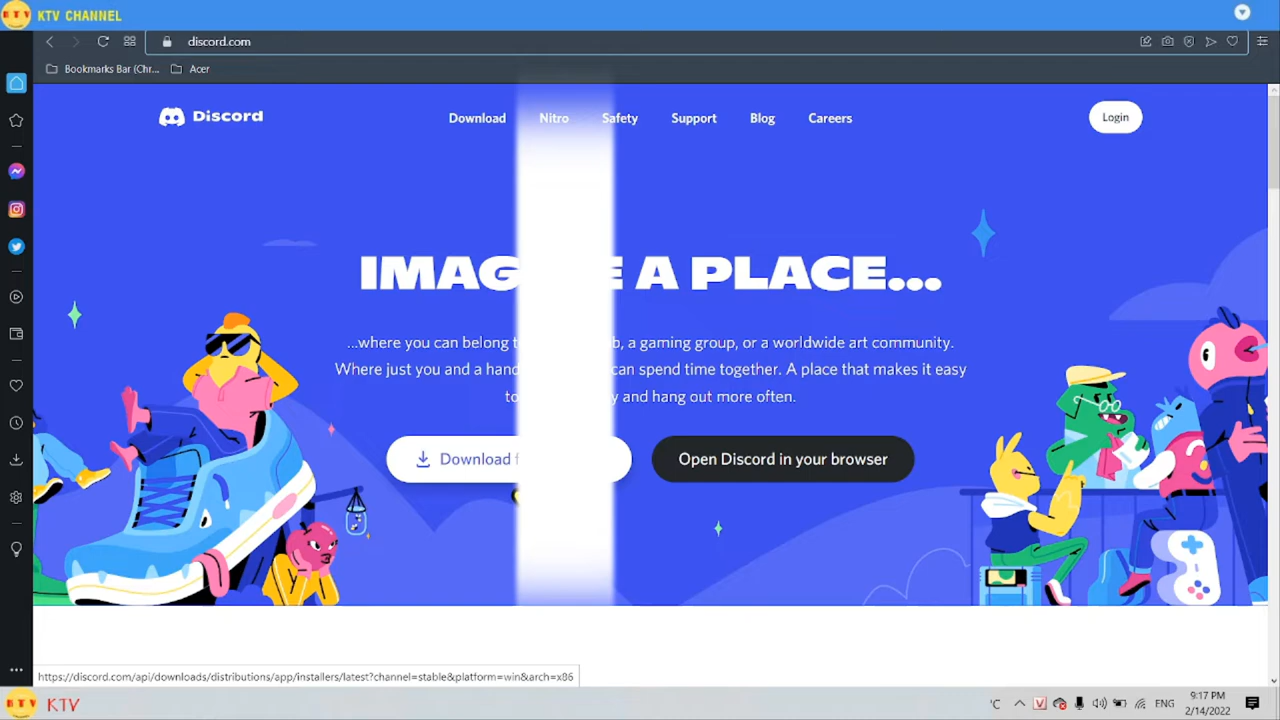 KTV CHANNEL
discord.com
Bookmarks Bar (Chr... Acer
Discord Download Nitro Safety Support Blog Careers Login
IMAG E A PLACE...
...where you can belong t b, a gaming group, or a worldwide art community.
Where just you and a hand can spend time together. A place that makes it easy
to y and hang out more often.
Download f Open Discord in your browser
https://discord.com/api/downloads/distributions/app/installers/latest?channel=stable&platform=win&arch=x86
KTV KTV °C V ENG 9:17 PM
2/14/2022